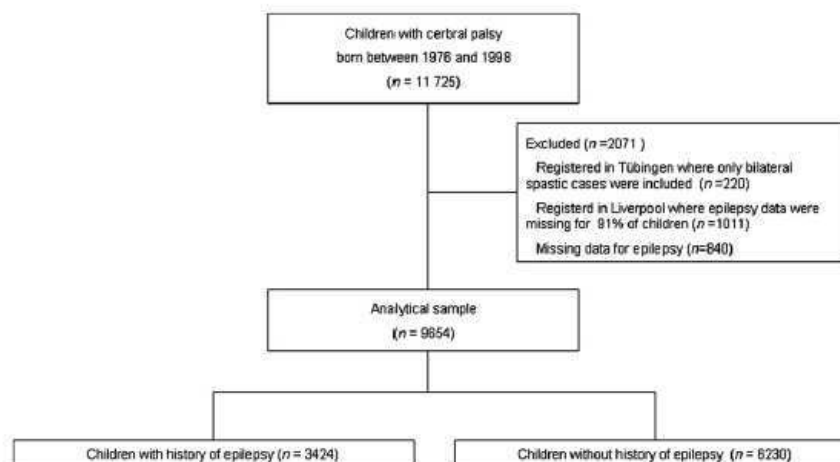 Children with cerbral palsy
born between 1976 and 1998
(n = 11 725)
Excluded (n =2071 )
Registered in Tübingen where only bilateral
spastic cases were included (n =220)
Registerd in Liverpool where epilepsy data were
missing for 91% of children (n =1011)
Missing data for epilepsy (n=840)
Analytical sample
(n = 9654)
Children with history of epilepsy (n = 3424)
Children without history of epilepsy (n = 6230)